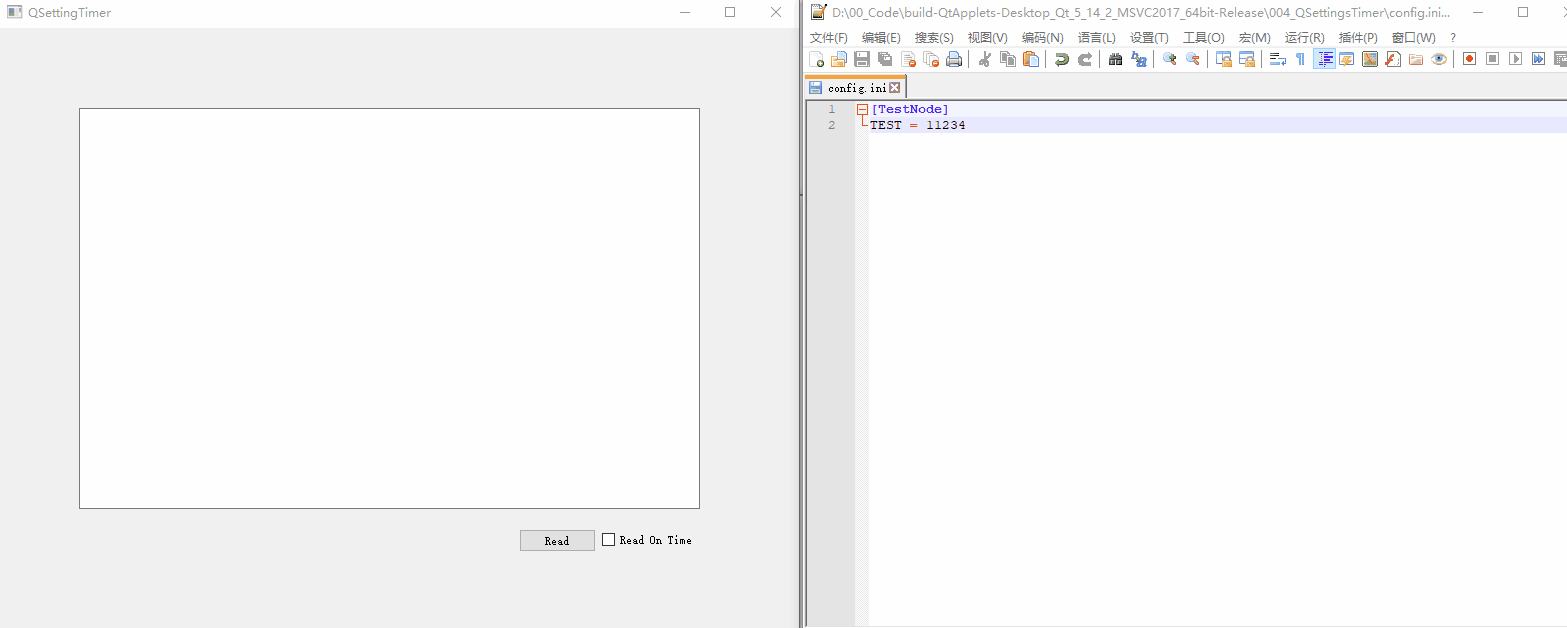 QSettingTimer
Read
Read On Time
D:\00_Code\build-QtApplets-Desktop_Qt_5_14_2_MSVC2017_64bit-Release\004_QSettingsTimer\config.ini...
文件(F) 编辑(E) 搜索(S) 视图(V) 编码(N) 语言(L) 设置(T) 工具(O) 宏(M) 运行(R) 插件(P) 窗口(W) ?
config.ini
1 [TestNode]
2 TEST = 11234